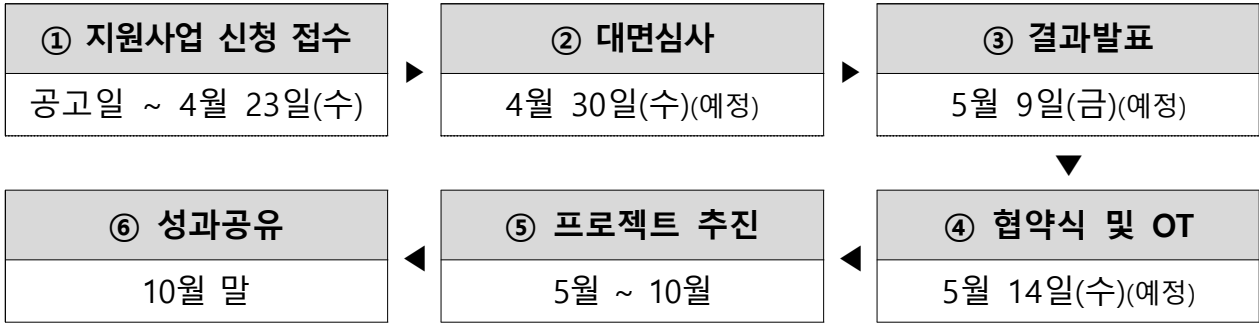 ① 지원사업 신청 접수
공고일 ~ 4월 23일(수)
▶
② 대면심사
4월 30일(수)(예정)
▶
③ 결과발표
5월 9일(금)(예정)
▼
④ 협약식 및 OT
5월 14일(수)(예정)
◀
⑤ 프로젝트 추진
5월 ~ 10월
◀
⑥ 성과공유
10월 말